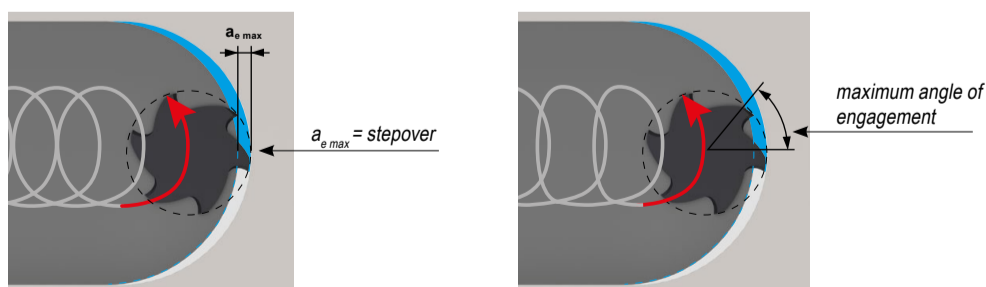 a e max
a e max = stepover
maximum angle of
engagement